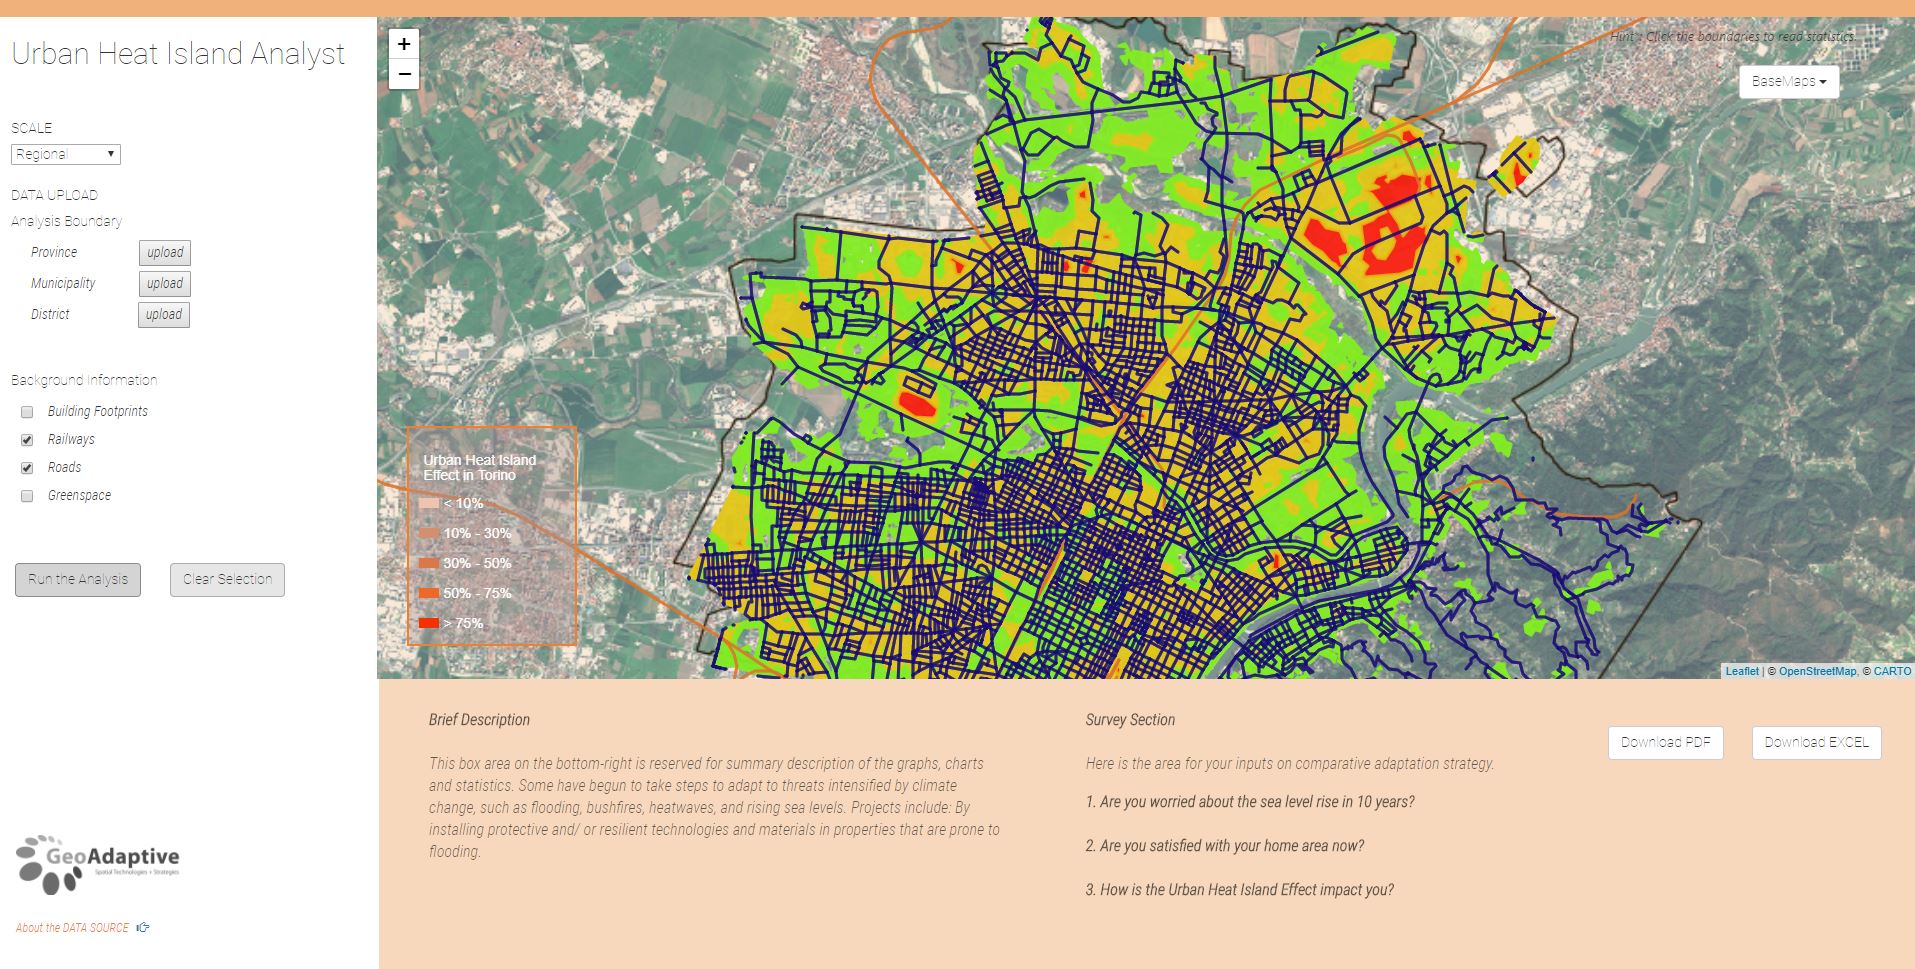 Urban Heat Island Analyst
SCALE
Regional
DATA UPLOAD
Analysis Boundary
Province upload
Municipality upload
District upload
Background Information
Building Footprints
Railways
Roads
Greenspace
Run the Analysis Clear Selection
GeoAdaptive
Spatial Technologies + Strategies
About the DATA SOURCE
+
−
Hint : Click the boundaries to read statistics.
BaseMaps
Urban Heat Island
Effect in Torino
< 10%
10% - 30%
30% - 50%
50% - 75%
> 75%
Leaflet | © OpenStreetMap, © CARTO
Brief Description
This box area on the bottom-right is reserved for summary description of the graphs, charts
and statistics. Some have begun to take steps to adapt to threats intensified by climate
change, such as flooding, bushfires, heatwaves, and rising sea levels. Projects include: By
installing protective and/ or resilient technologies and materials in properties that are prone to
flooding.
Survey Section
Here is the area for your inputs on comparative adaptation strategy.
1. Are you worried about the sea level rise in 10 years?
2. Are you satisfied with your home area now?
3. How is the Urban Heat Island Effect impact you?
Download PDF Download EXCEL